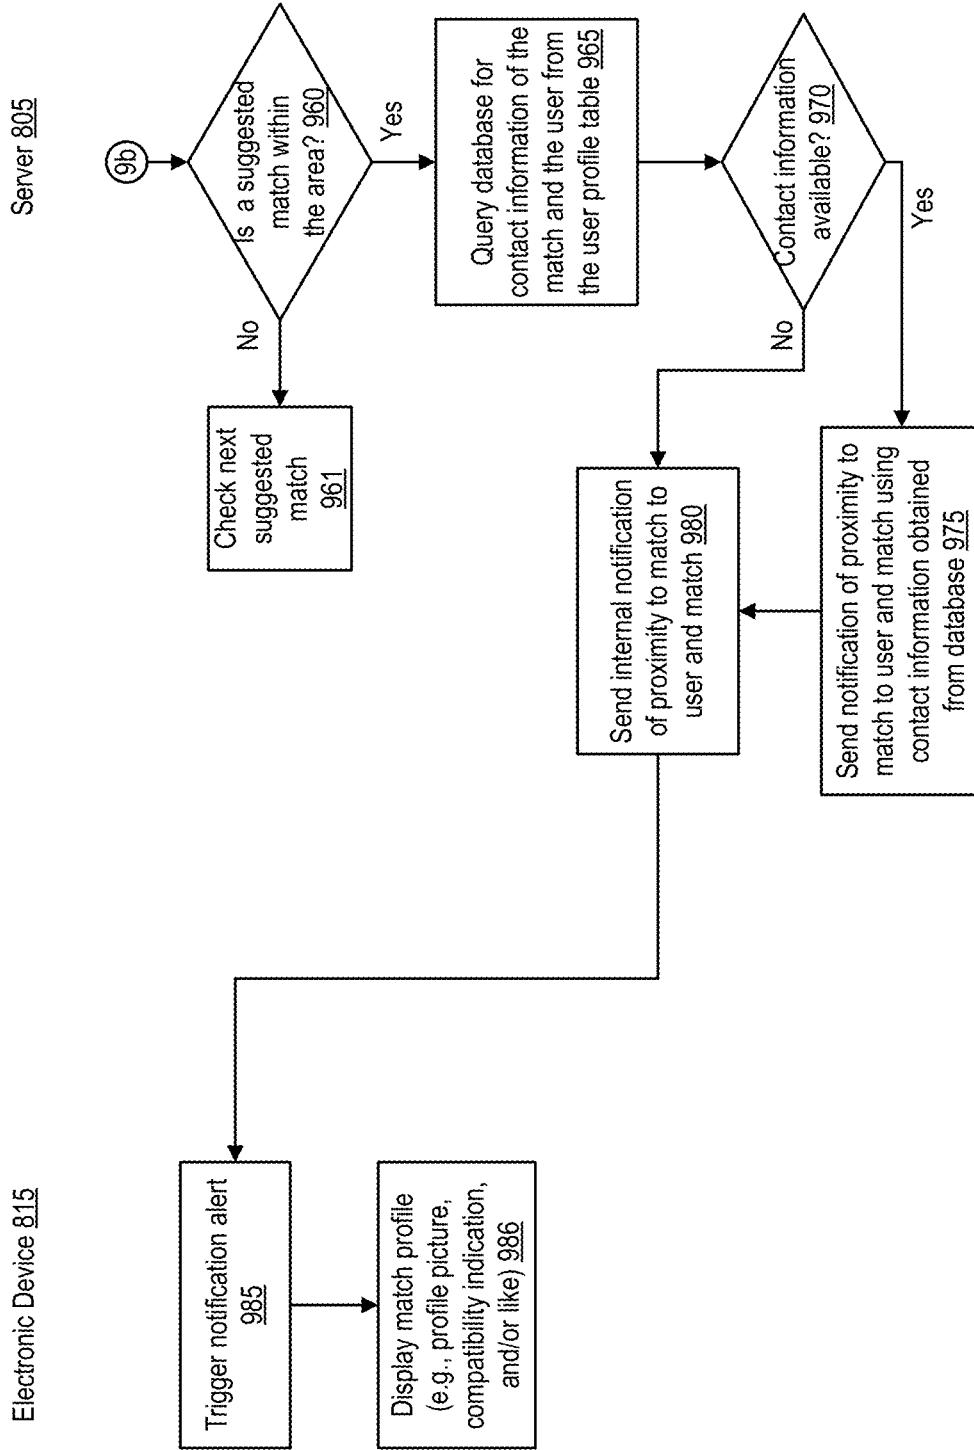 Electronic Device 815
Server 805
9b
Is a suggested
match within
the area? 960
No
Yes
Check next
suggested
match
961
Query database for
contact information of the
match and the user from
the user profile table 965
Contact information
available? 970
No
Yes
Send internal notification
of proximity to match to
user and match 980
Send notification of proximity to
match to user and match using
contact information obtained
from database 975
Trigger notification alert
985
Display match profile
(e.g., profile picture,
compatibility indication,
and/or like) 986